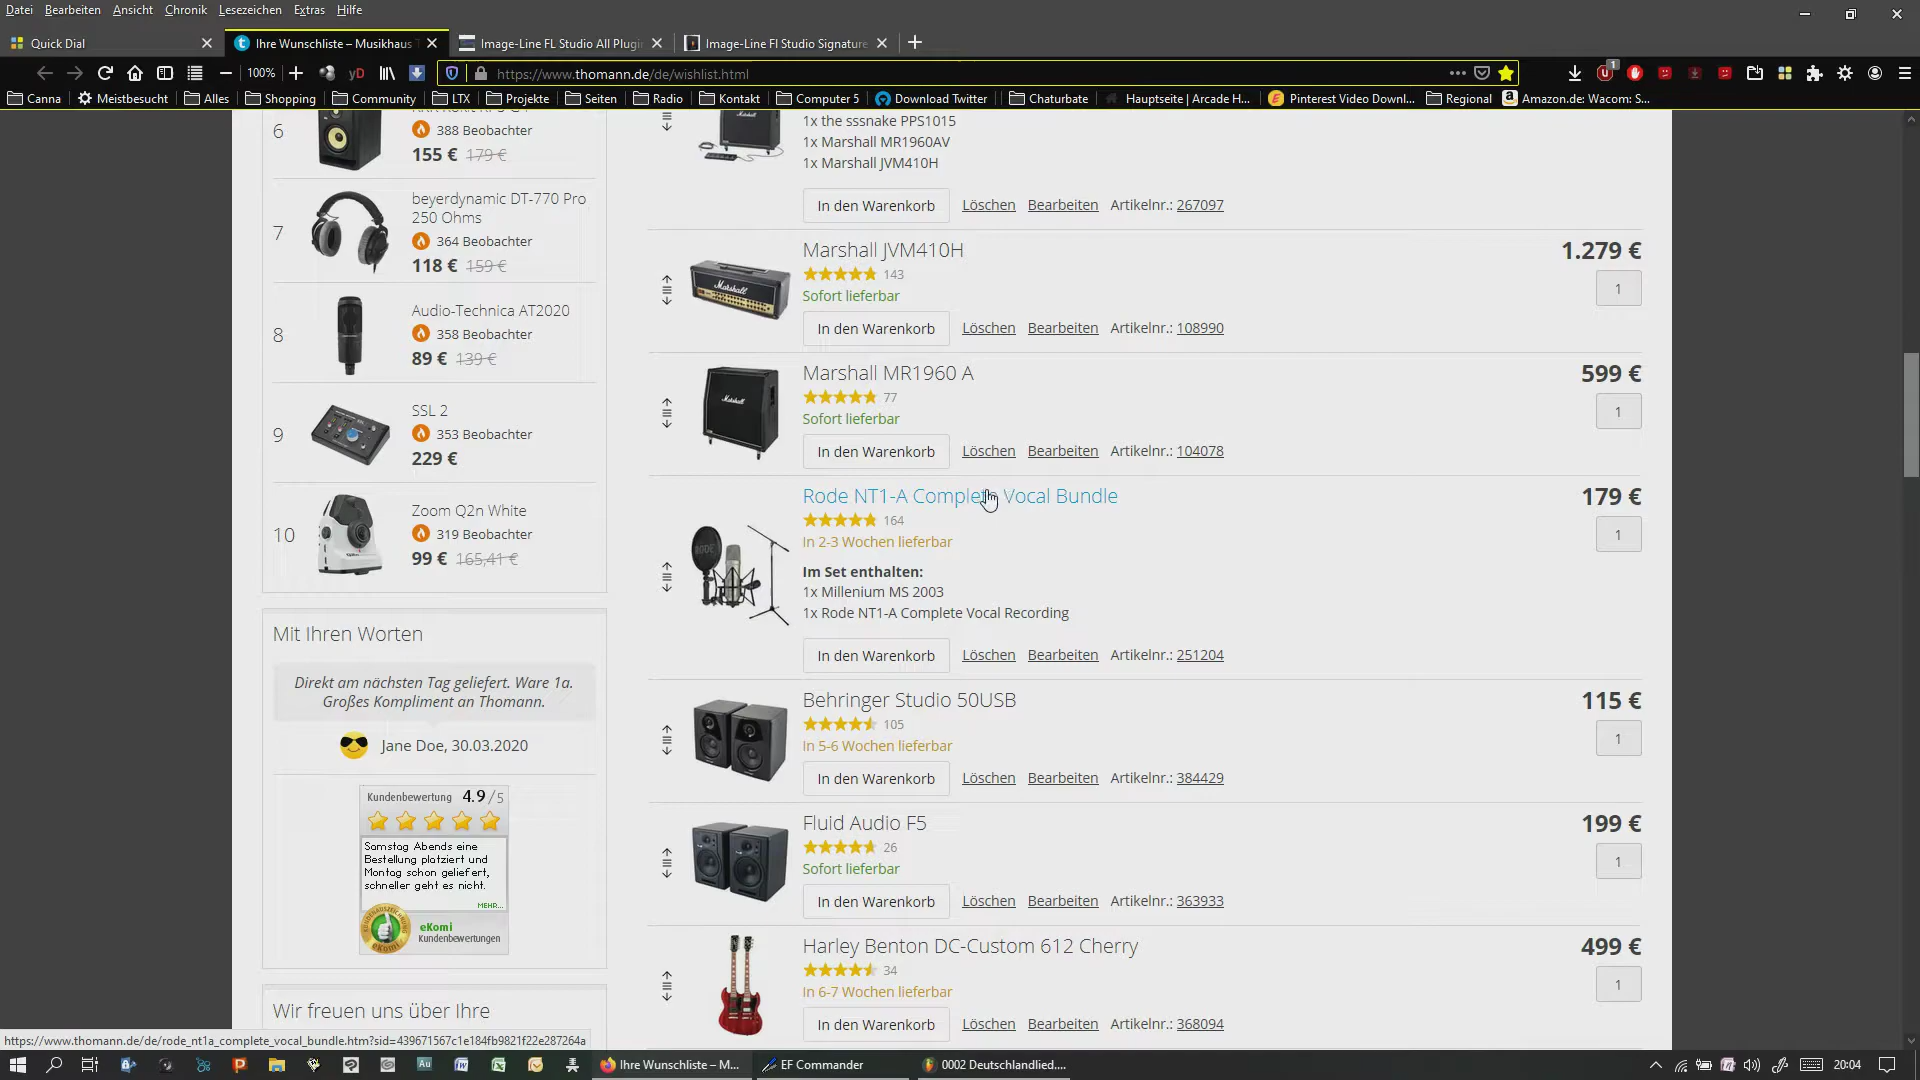 Datei Bearbeiten Ansicht Chronik Lesezeichen Extras Hilfe
Quick Dial
Ihre Wunschliste – Musikhaus T
Image-Line FL Studio All Plugin
Image-Line Fl Studio Signature
100%
https://www.thomann.de/de/wishlist.html
Canna Meistbesucht Alles Shopping Community LTX Projekte Seiten Radio Kontakt Computer 5 Download Twitter Chaturbate Hauptseite | Arcade H... Pinterest Video Downl... Regional Amazon.de: Wacom: S...
6
388 Beobachter
155 € 179 €
7
beyerdynamic DT-770 Pro
250 Ohms
364 Beobachter
118 € 159 €
8
Audio-Technica AT2020
358 Beobachter
89 € 139 €
9
SSL 2
353 Beobachter
229 €
10
Zoom Q2n White
319 Beobachter
99 € 165,41 €
Mit Ihren Worten
Direkt am nächsten Tag geliefert. Ware 1a.
Großes Kompliment an Thomann.
Jane Doe, 30.03.2020
Kundenbewertung 4.9/5
Samstag Abends eine
Bestellung platziert und
Montag schon geliefert,
schneller geht es nicht.
MEHR...
eKomi
Kundenbewertungen
Wir freuen uns über Ihre
1x the sssnake PPS1015
1x Marshall MR1960AV
1x Marshall JVM410H
In den Warenkorb Löschen Bearbeiten Artikelnr.: 267097
Marshall JVM410H 1.279 €
143 1
Sofort lieferbar
In den Warenkorb Löschen Bearbeiten Artikelnr.: 108990
Marshall MR1960 A 599 €
77 1
Sofort lieferbar
In den Warenkorb Löschen Bearbeiten Artikelnr.: 104078
Rode NT1-A Complete Vocal Bundle 179 €
164 1
In 2-3 Wochen lieferbar
Im Set enthalten:
1x Millenium MS 2003
1x Rode NT1-A Complete Vocal Recording
In den Warenkorb Löschen Bearbeiten Artikelnr.: 251204
Behringer Studio 50USB 115 €
105 1
In 5-6 Wochen lieferbar
In den Warenkorb Löschen Bearbeiten Artikelnr.: 384429
Fluid Audio F5 199 €
26 1
Sofort lieferbar
In den Warenkorb Löschen Bearbeiten Artikelnr.: 363933
Harley Benton DC-Custom 612 Cherry 499 €
34 1
In 6-7 Wochen lieferbar
In den Warenkorb Löschen Bearbeiten Artikelnr.: 368094
https://www.thomann.de/de/rode_nt1a_complete_vocal_bundle.htm?sid=439671567c1e184fb9821f22e287264a
Ihre Wunschliste – M... EF Commander 0002 Deutschlandlied.... 20:04